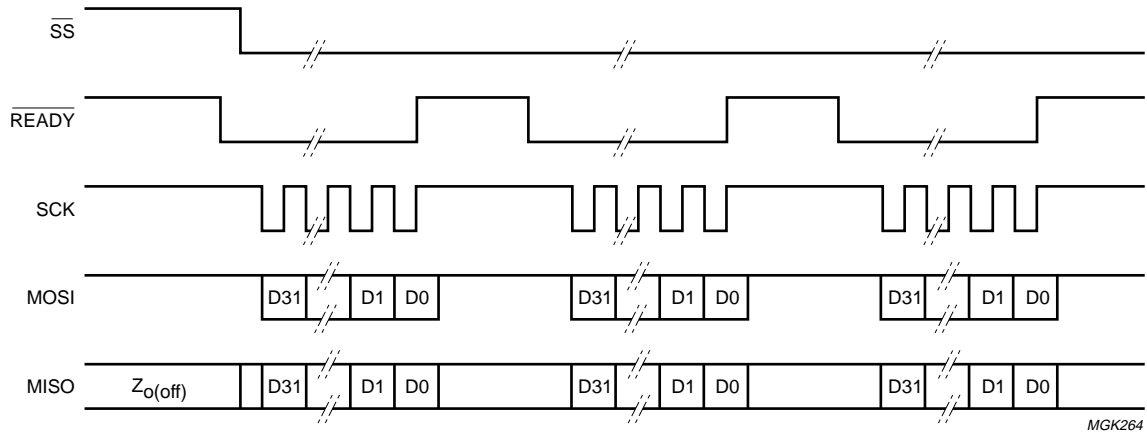 SS
READY
SCK
MOSI D31 D1 D0 D31 D1 D0 D31 D1 D0
MISO Zo(off) D31 D1 D0 D31 D1 D0 D31 D1 D0
MGK264